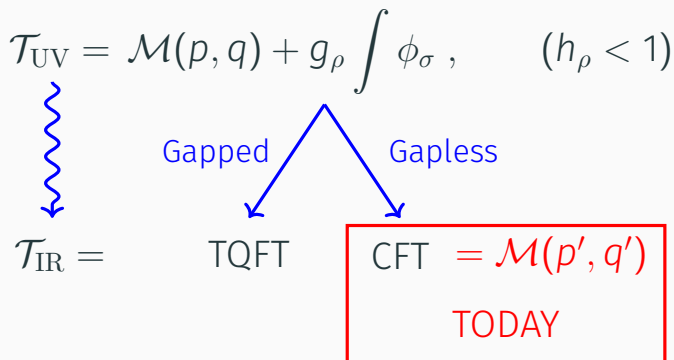 𝒯_UV = ℳ(p, q) + g_ρ ∫ ϕ_σ , (h_ρ < 1)
Gapped Gapless
𝒯_IR = TQFT CFT = ℳ(p′, q′)
TODAY